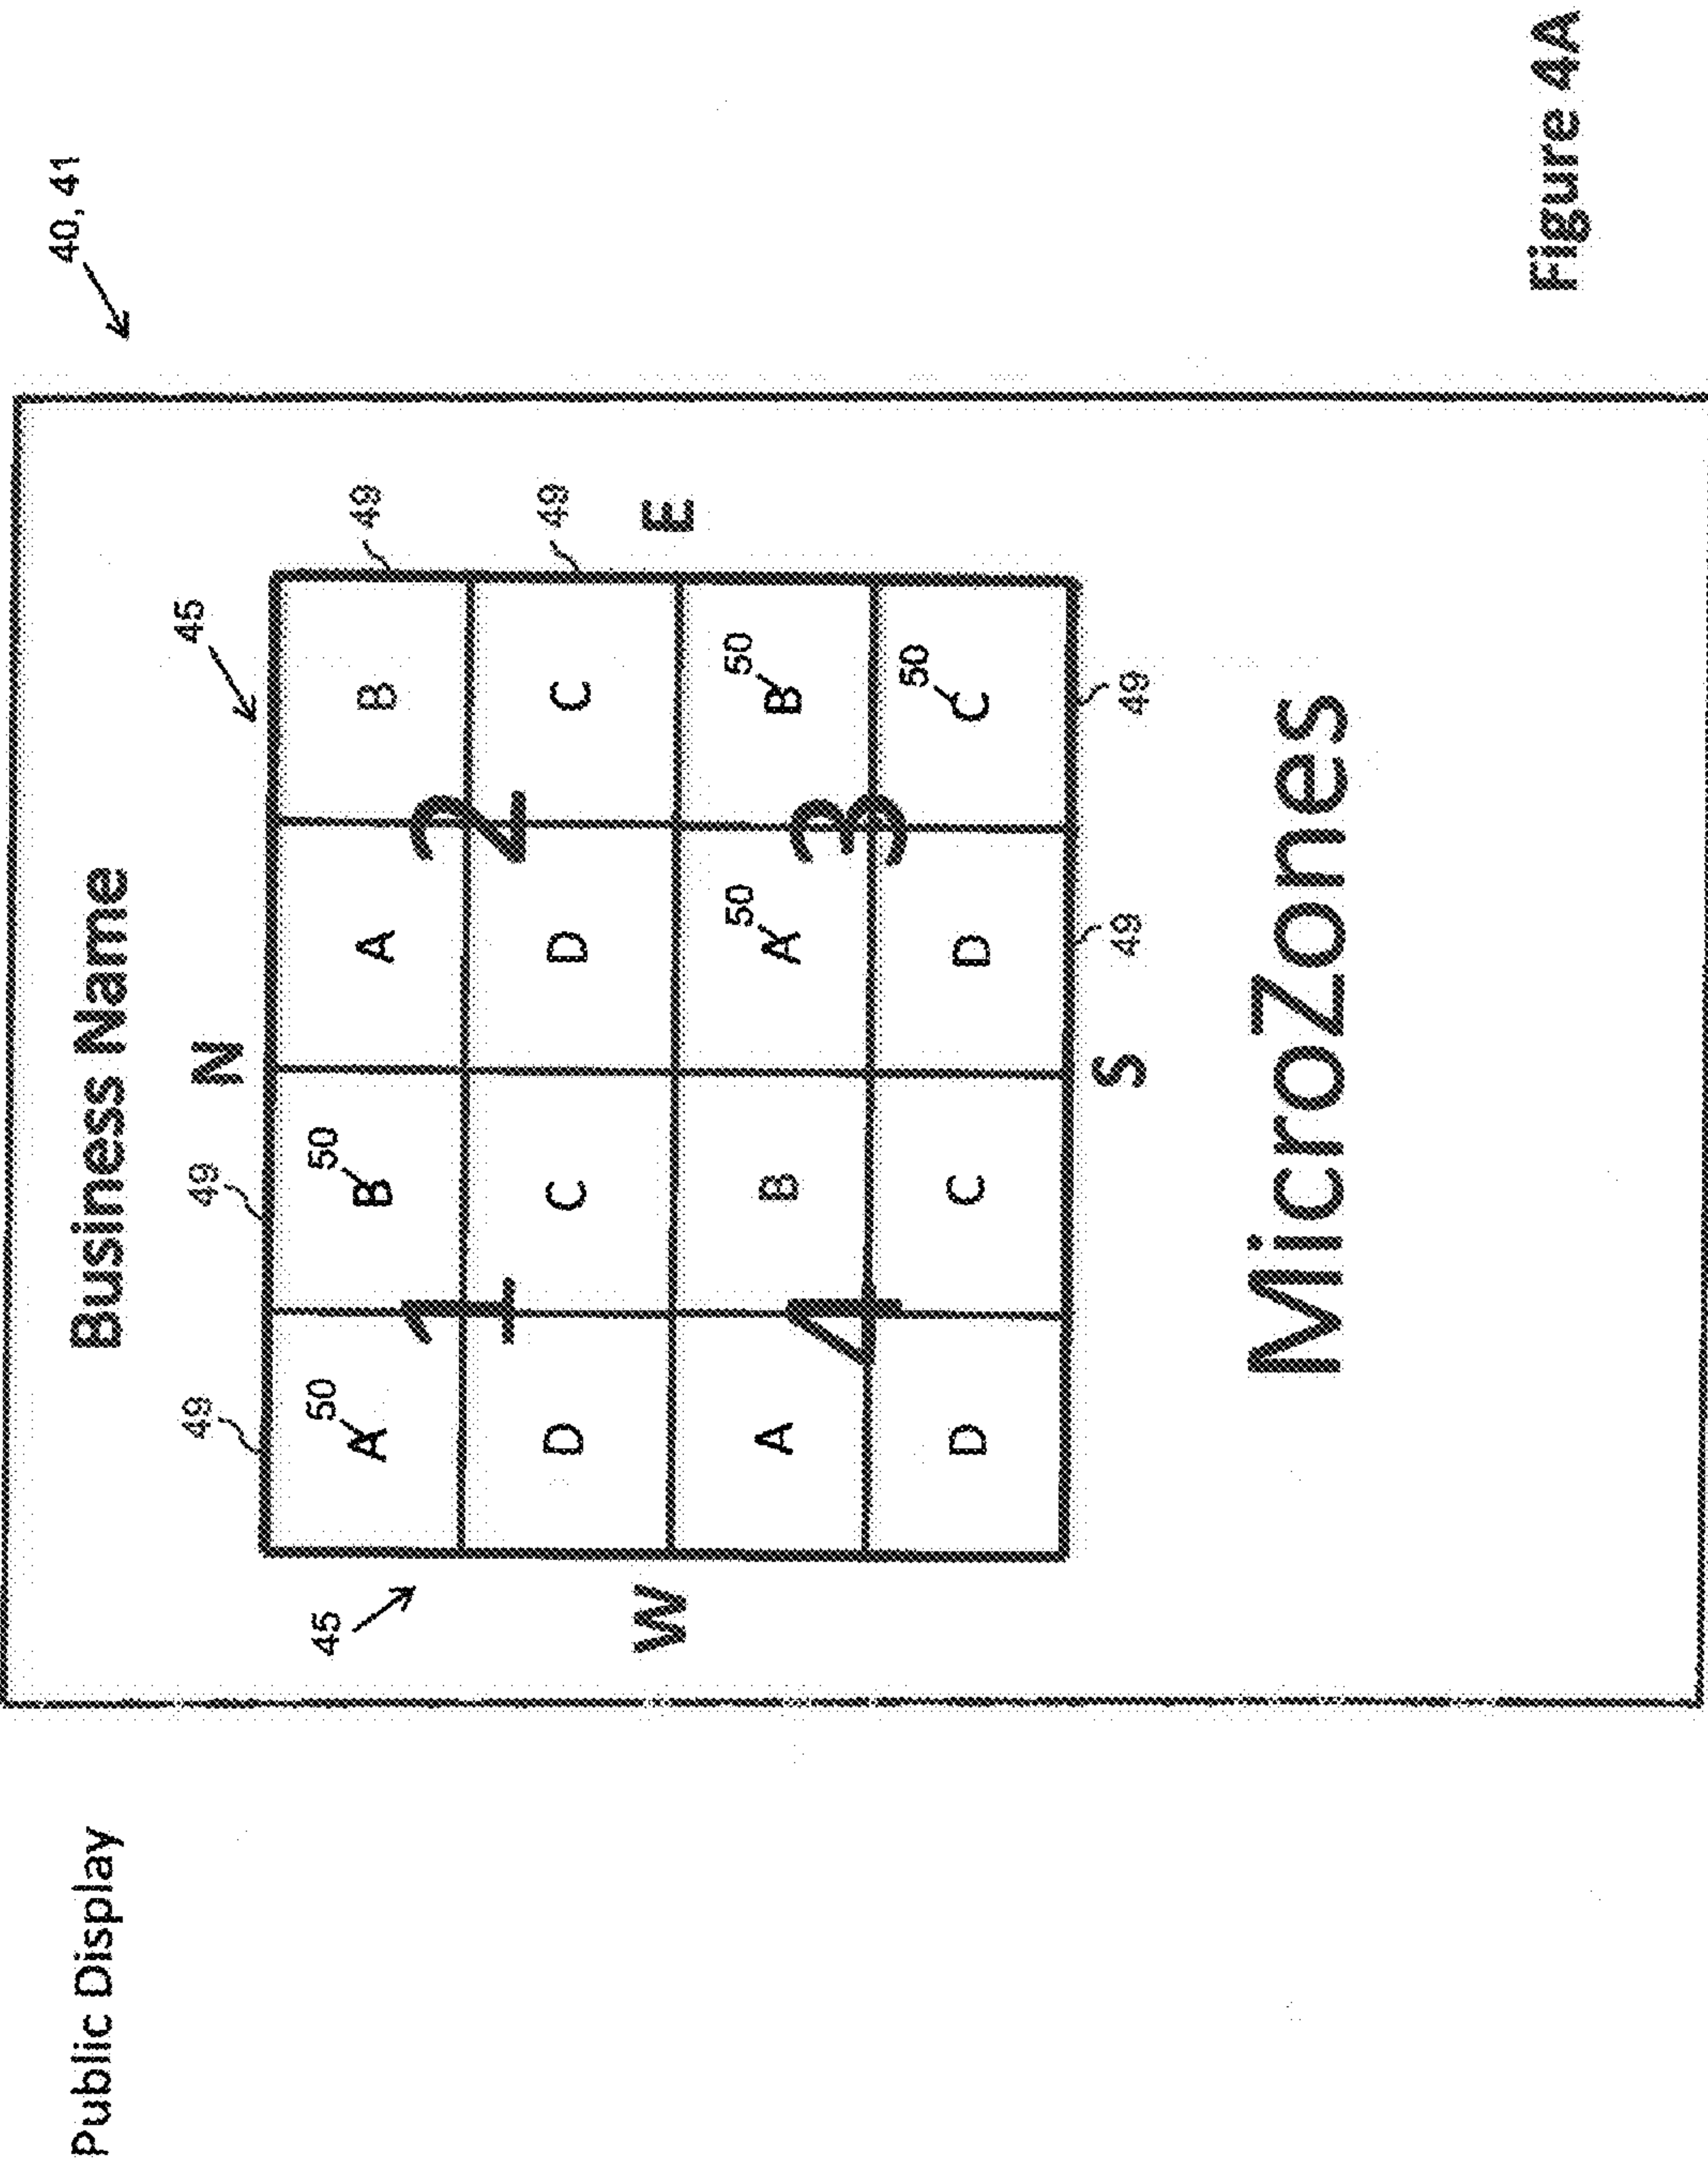 40, 41
Public Display
Business Name
49 49 N 45
45 50 50 49
A B A B
1 2
49
D C D C
W E
50 50
A B A B
4 3
50
D C D C
S 49 49
MicroZones
Figure 4A